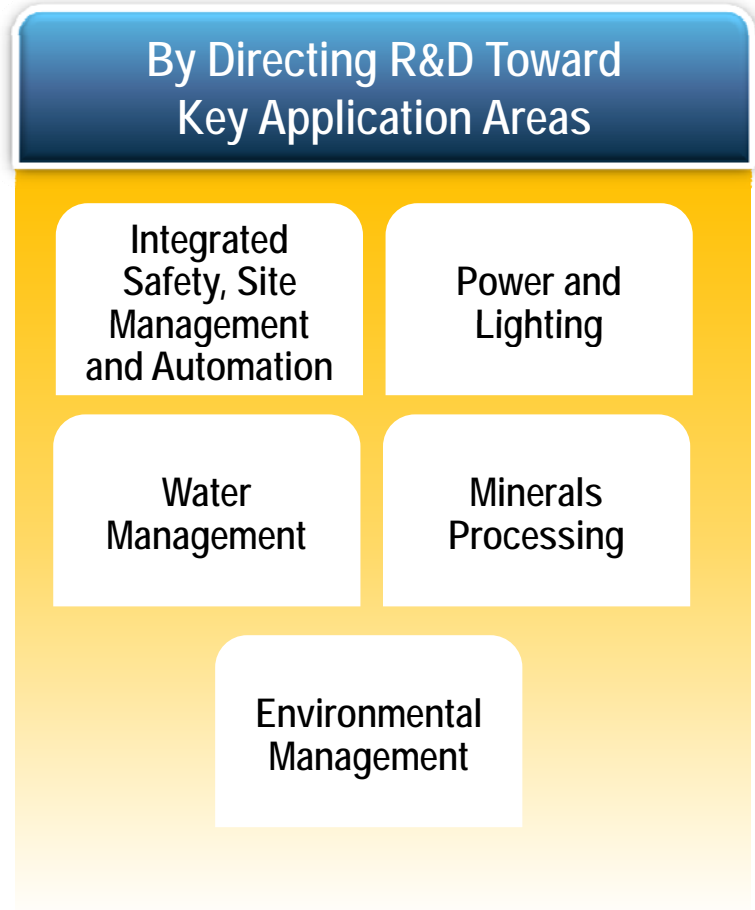 By Directing R&D Toward
Key Application Areas
Integrated
Safety, Site
Management
and Automation
Power and
Lighting
Water
Management
Minerals
Processing
Environmental
Management